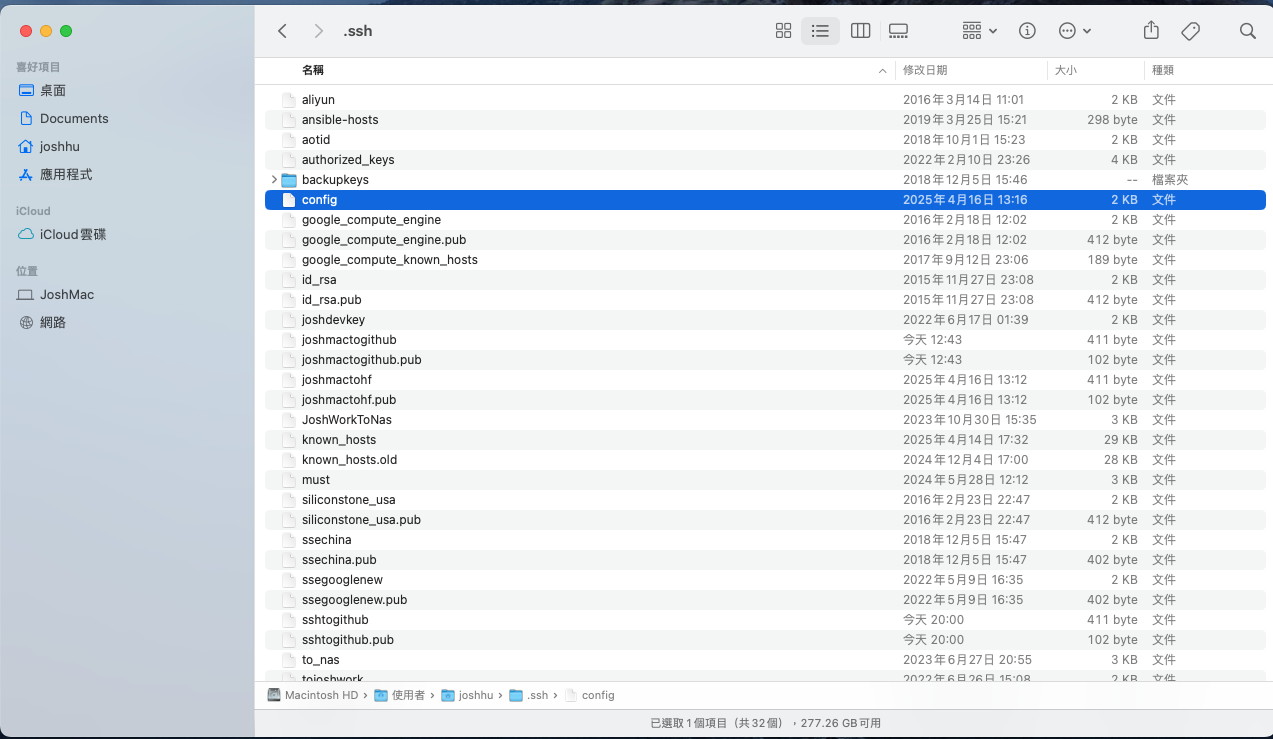 .ssh
喜好項目
桌面
Documents
joshhu
應用程式
iCloud
iCloud雲碟
位置
JoshMac
網路
名稱 修改日期 大小 種類
aliyun 2016年3月14日 11:01 2 KB 文件
ansible-hosts 2019年3月25日 15:21 298 byte 文件
aotid 2018年10月1日 15:23 2 KB 文件
authorized_keys 2022年2月10日 23:26 4 KB 文件
backupkeys 2018年12月5日 15:46 -- 檔案夾
config 2025年4月16日 13:16 2 KB 文件
google_compute_engine 2016年2月18日 12:02 2 KB 文件
google_compute_engine.pub 2016年2月18日 12:02 412 byte 文件
google_compute_known_hosts 2017年9月12日 23:06 189 byte 文件
id_rsa 2015年11月27日 23:08 2 KB 文件
id_rsa.pub 2015年11月27日 23:08 412 byte 文件
joshdevkey 2022年6月17日 01:39 2 KB 文件
joshmactogithub 今天 12:43 411 byte 文件
joshmactogithub.pub 今天 12:43 102 byte 文件
joshmactohf 2025年4月16日 13:12 411 byte 文件
joshmactohf.pub 2025年4月16日 13:12 102 byte 文件
JoshWorkToNas 2023年10月30日 15:35 3 KB 文件
known_hosts 2025年4月14日 17:32 29 KB 文件
known_hosts.old 2024年12月4日 17:00 28 KB 文件
must 2024年5月28日 12:12 3 KB 文件
siliconstone_usa 2016年2月23日 22:47 2 KB 文件
siliconstone_usa.pub 2016年2月23日 22:47 412 byte 文件
ssechina 2018年12月5日 15:47 2 KB 文件
ssechina.pub 2018年12月5日 15:47 402 byte 文件
ssegooglenew 2022年5月9日 16:35 2 KB 文件
ssegooglenew.pub 2022年5月9日 16:35 402 byte 文件
sshtogithub 今天 20:00 411 byte 文件
sshtogithub.pub 今天 20:00 102 byte 文件
to_nas 2023年6月27日 20:55 3 KB 文件
tojoshwork 2022年6月26日 15:08 2 KB 文件
Macintosh HD › 使用者 › joshhu › .ssh › config
已選取1個項目（共32個），277.26 GB可用